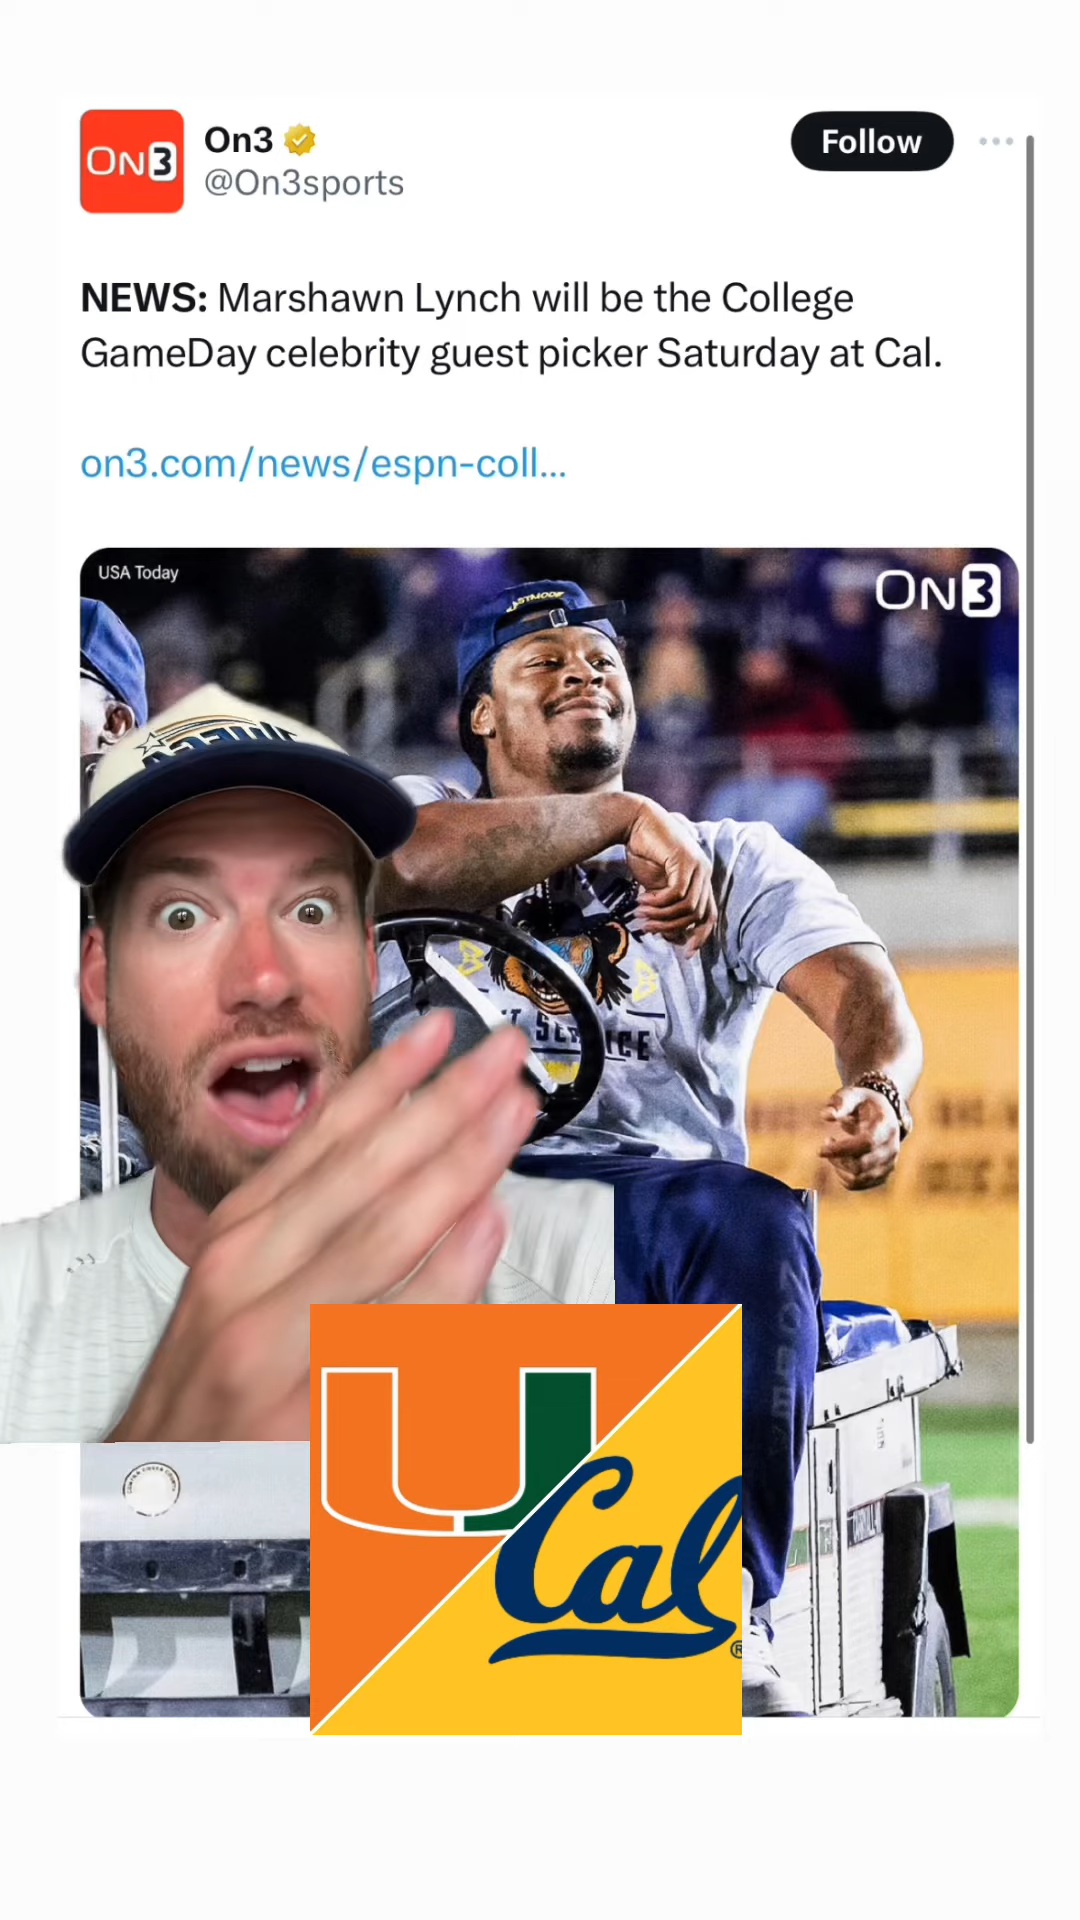 ON3
On3
@On3sports
Follow
NEWS: Marshawn Lynch will be the College
GameDay celebrity guest picker Saturday at Cal.
on3.com/news/espn-coll...
USA Today
ON3
Cal
®